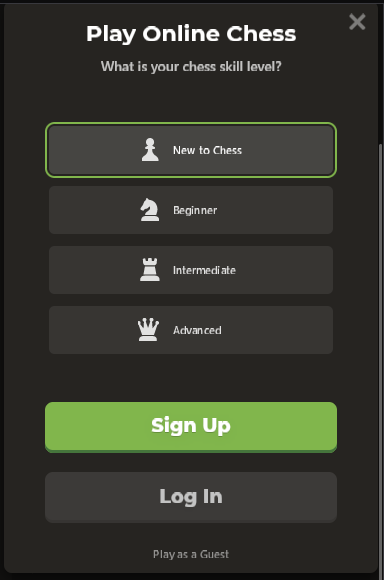 Play Online Chess
What is your chess skill level?
New to Chess
Beginner
Intermediate
Advanced
Sign Up
Log In
Play as a Guest